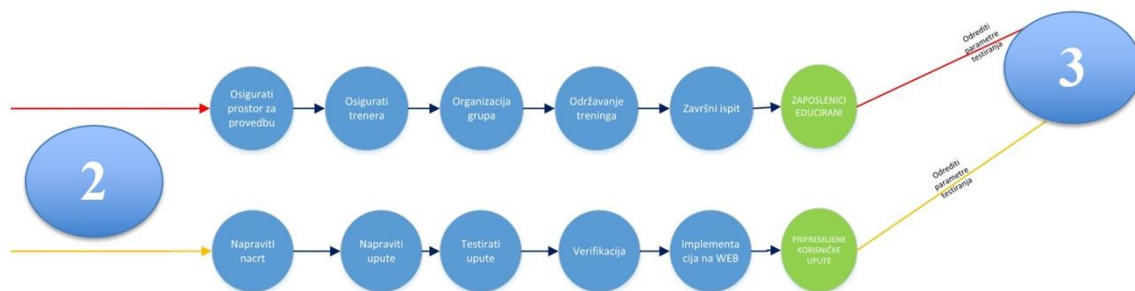 2
Osigurati
prostor za
provedbu
Osigurati
trenera
Organizacija
grupa
Održavanje
treninga
Završni ispit
ZAPOSLENICI
EDUCIRANI
Odrediti
parametre
testiranja
3
NapravitI
nacrt
Napraviti
upute
Testirati
upute
Verifikacija
Implementa
cija na WEB
PRIPREMLJENE
KORISNIČKE
UPUTE
Odrediti
parametre
testiranja